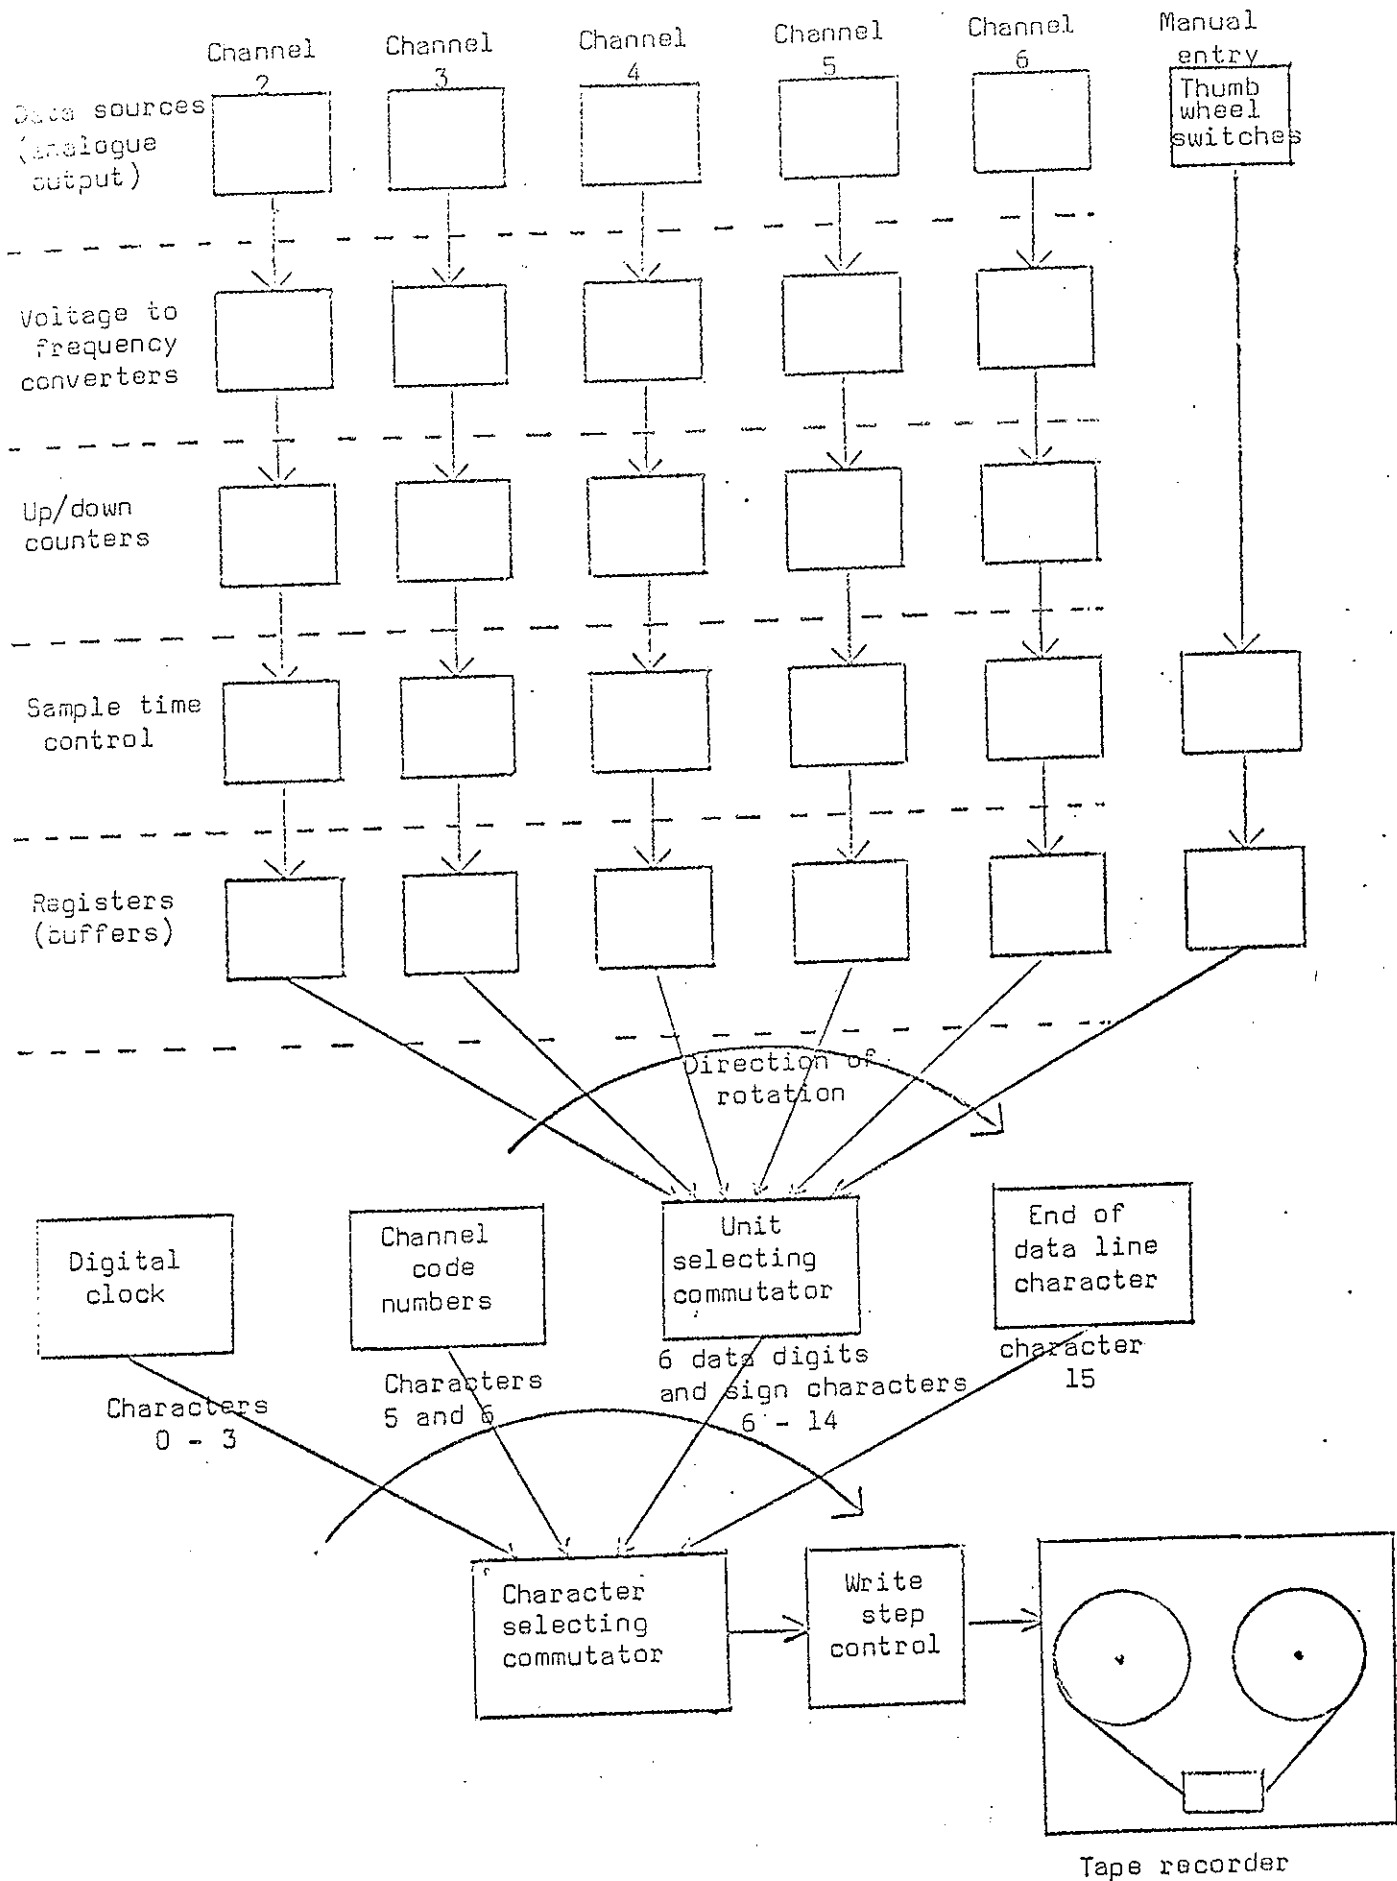 Channel
2
Channel
3
Channel
4
Channel
5
Channel
6
Manual
entry
Data sources
(analogue
output)
Thumb
wheel
switches
Voltage to
frequency
converters
Up/down
counters
Sample time
control
Registers
(buffers)
Direction of
rotation
Digital
clock
Channel
code
numbers
Unit
selecting
commutator
End of
data line
character
Characters
0 - 3
Characters
5 and 6
6 data digits
and sign characters
6 - 14
character
15
Character
selecting
commutator
Write
step
control
Tape recorder